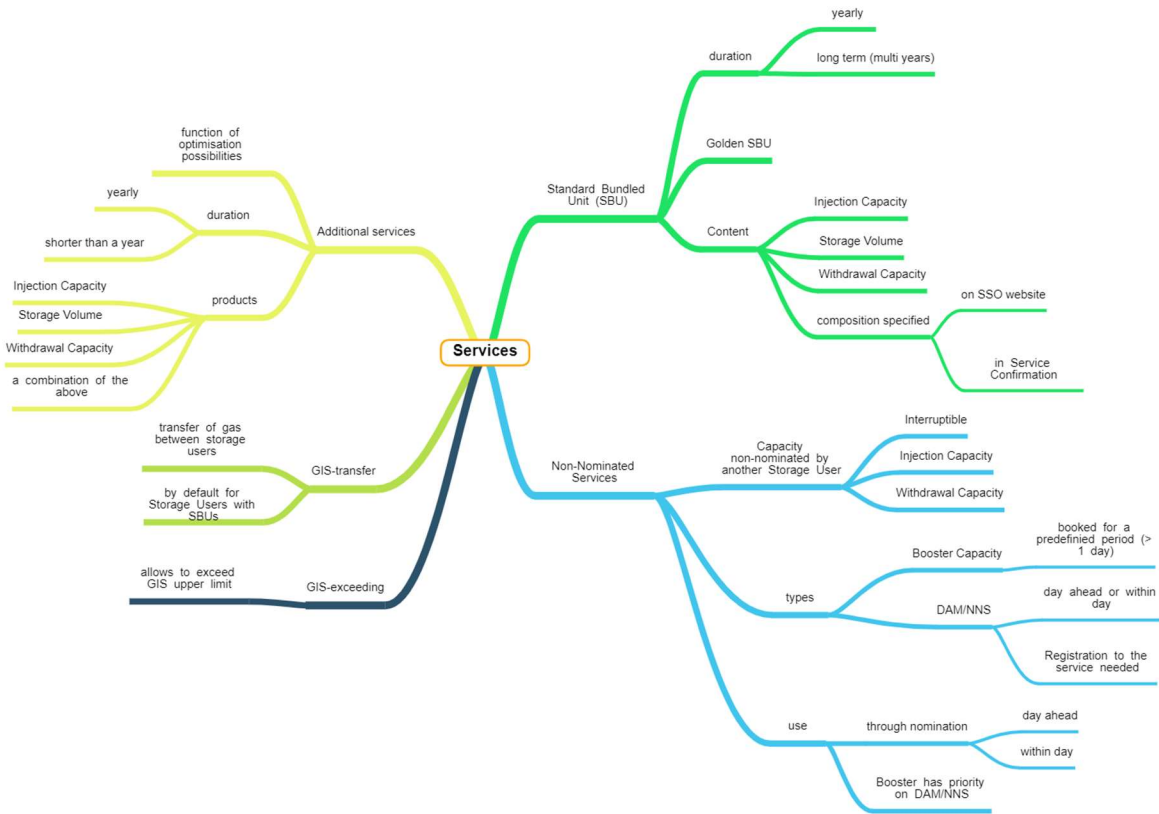 Services
Standard Bundled
Unit (SBU)
duration
yearly
long term (multi years)
Golden SBU
Content
Injection Capacity
Storage Volume
Withdrawal Capacity
composition specified
on SSO website
in Service
Confirmation
Non-Nominated
Services
Capacity
non-nominated by
another Storage User
Interruptible
Injection Capacity
Withdrawal Capacity
types
Booster Capacity
booked for a
predefinied period (>
1 day)
DAM/NNS
day ahead or within
day
Registration to the
service needed
use
through nomination
day ahead
within day
Booster has priority
on DAM/NNS
Additional services
function of
optimisation
possibilities
duration
yearly
shorter than a year
products
Injection Capacity
Storage Volume
Withdrawal Capacity
a combination of the
above
GIS-transfer
transfer of gas
between storage
users
by default for
Storage Users with
SBUs
GIS-exceeding
allows to exceed
GIS upper limit